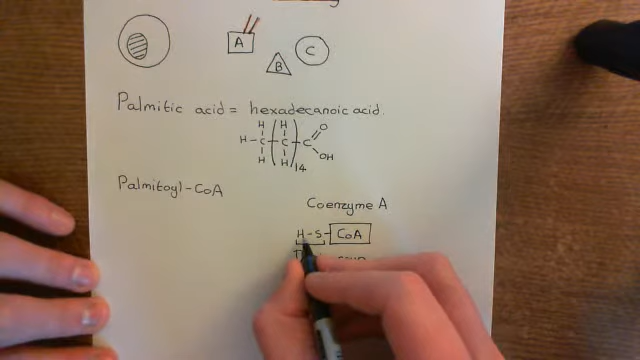 A
B
C
Palmitic acid = hexadecanoic acid.
H H O
H-C-C-C
H H OH
14
Palmitoyl-CoA
Coenzyme A
H-S-CoA